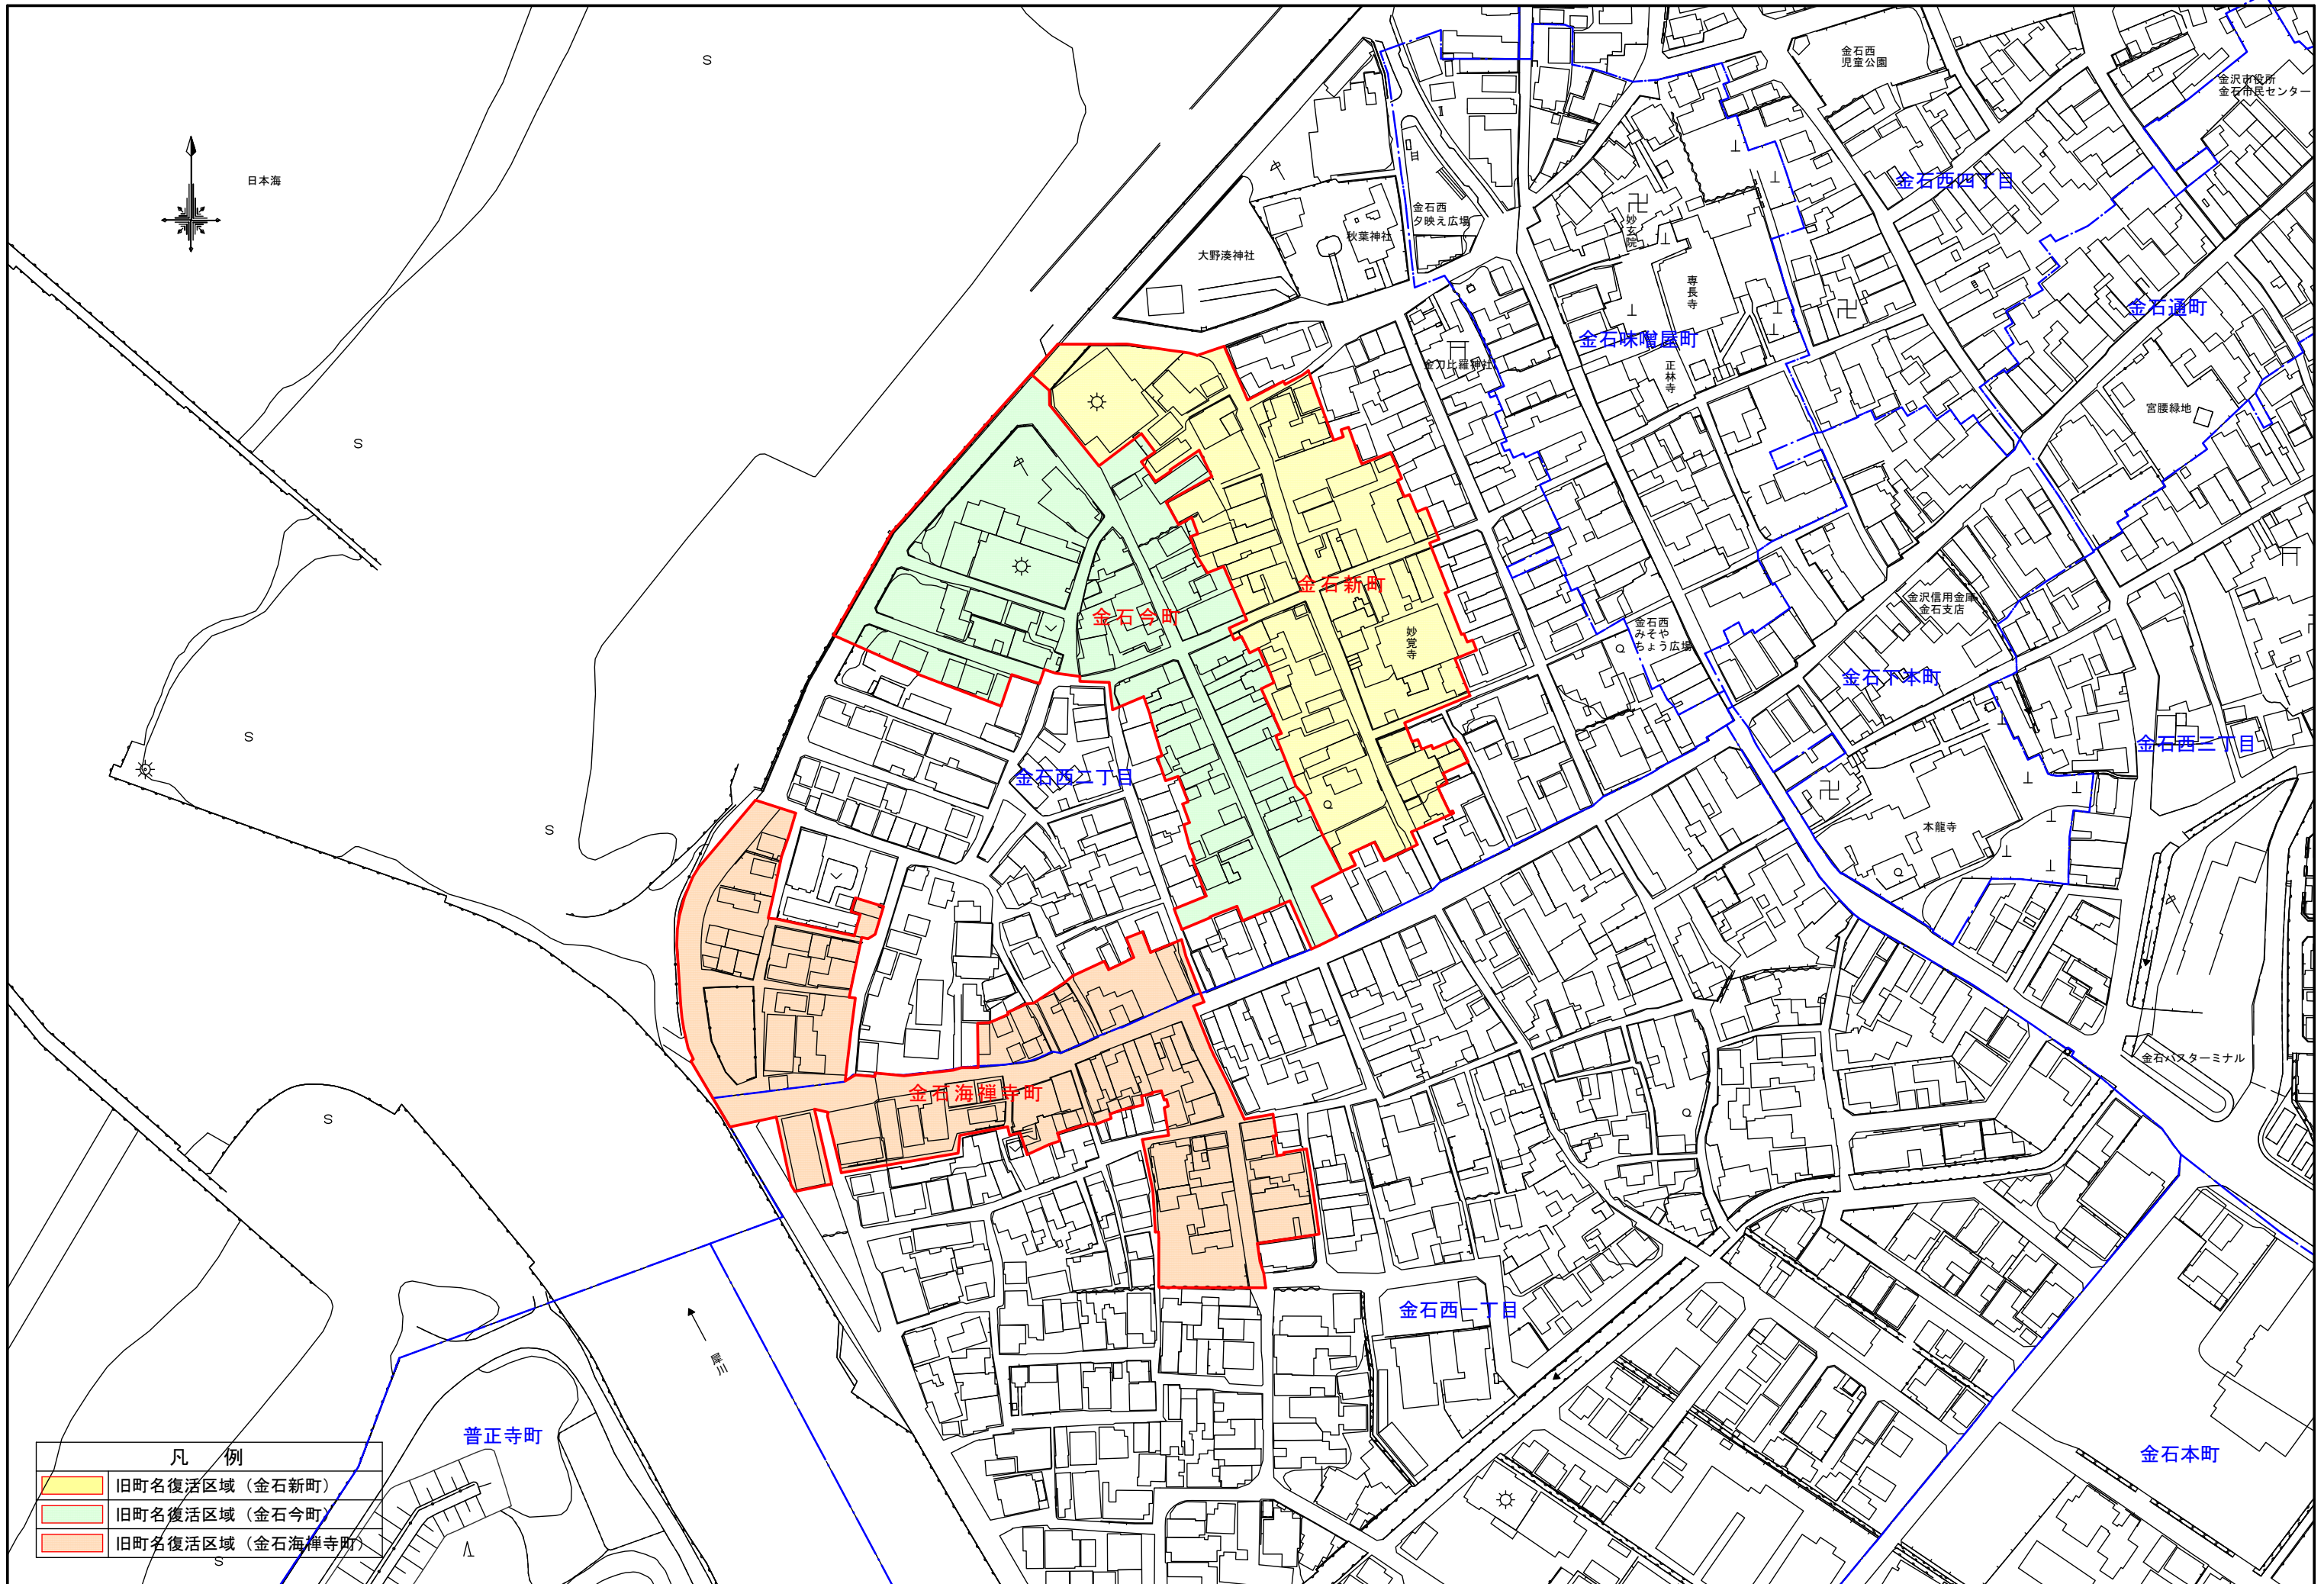 金石西
児童公園
金沢市役所
金石市民センター
S
日本海
金石西四丁目
金石西
夕映え広場
妙玄院
秋葉神社
大野湊神社
専長寺
金石通町
金石味噌屋町
金刀比羅神社
正林寺
宮腰緑地
S
金石新町
金石今町
金沢信用金庫
金石支店
金石西
みそや
ちょう広場
妙覚寺
金石下本町
S
金石西三丁目
金石西二丁目
S
本龍寺
金石バスターミナル
金石海禅寺町
S
金石西一丁目
犀川
普正寺町
金石本町
凡 例
旧町名復活区域（金石新町）
旧町名復活区域（金石今町）
旧町名復活区域（金石海禅寺町）
S